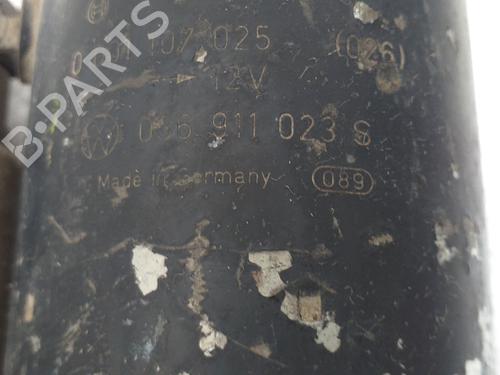 107 025 (026)
12V
911 023 S
Made in Germany 089
B-PARTS